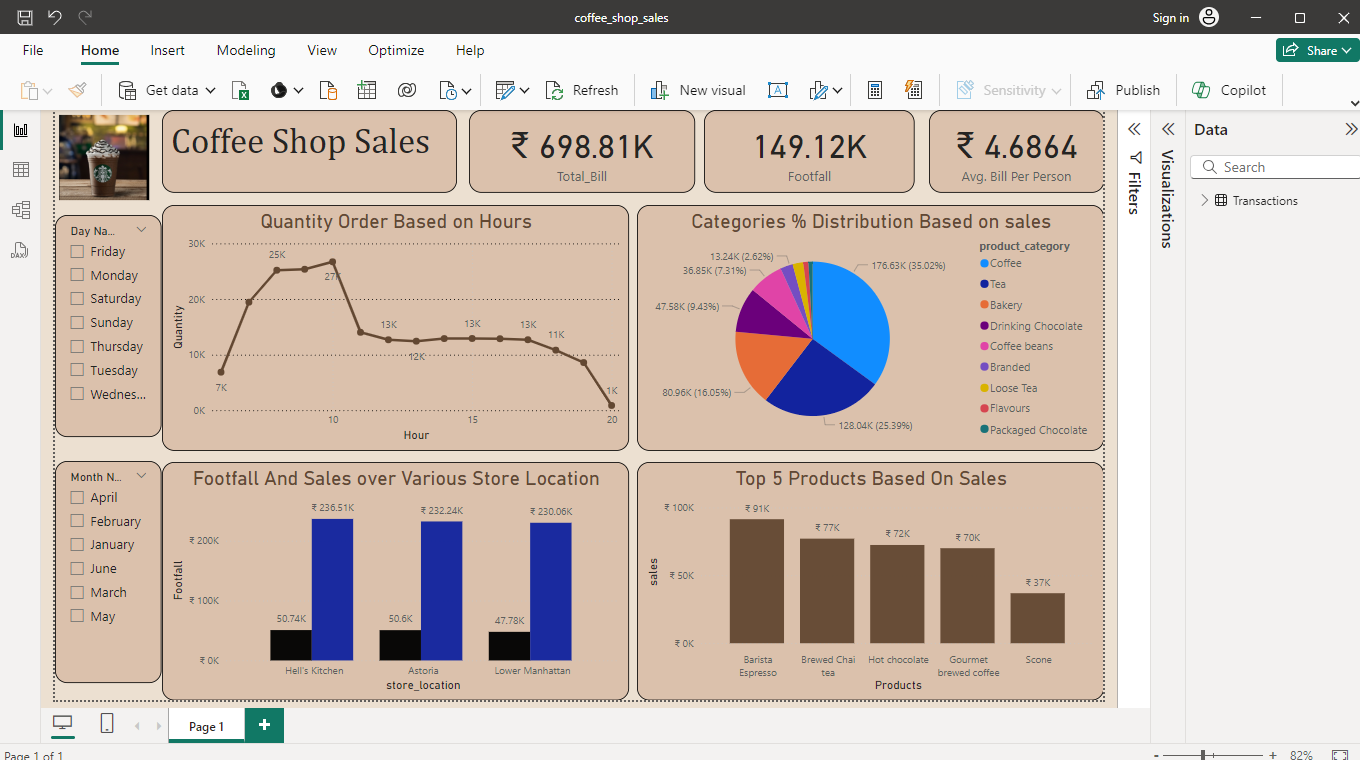 coffee_shop_sales
Sign in
File Home Insert Modeling View Optimize Help
Share
Get data
Refresh
New visual
A
Sensitivity
Publish
Copilot
Coffee Shop Sales
₹ 698.81K
Total_Bill
149.12K
Footfall
₹ 4.6864
Avg. Bill Per Person
Filters
Visualizations
Data
Search
Transactions
DAX
Day Na...
Friday
Monday
Saturday
Sunday
Thursday
Tuesday
Wednes...
Quantity Order Based on Hours
30K
20K
10K
0K
Quantity
7K
25K
27K
13K
12K
13K
13K
11K
1K
10 15 20
Hour
Categories % Distribution Based on sales
176.63K (35.02%)
128.04K (25.39%)
80.96K (16.05%)
47.58K (9.43%)
36.85K (7.31%)
13.24K (2.62%)
product_category
Coffee
Tea
Bakery
Drinking Chocolate
Coffee beans
Branded
Loose Tea
Flavours
Packaged Chocolate
Month N...
April
February
January
June
March
May
Footfall And Sales over Various Store Location
₹ 200K
₹ 100K
₹ 0K
Footfall
50.74K
₹ 236.51K
50.6K
₹ 232.24K
47.78K
₹ 230.06K
Hell's Kitchen
Astoria
Lower Manhattan
store_location
Top 5 Products Based On Sales
₹ 100K
₹ 50K
₹ 0K
sales
₹ 91K
₹ 77K
₹ 72K
₹ 70K
₹ 37K
Barista
Espresso
Brewed Chai
tea
Hot chocolate
Gourmet
brewed coffee
Scone
Products
Page 1
+
Page 1 of 1
- + 82%